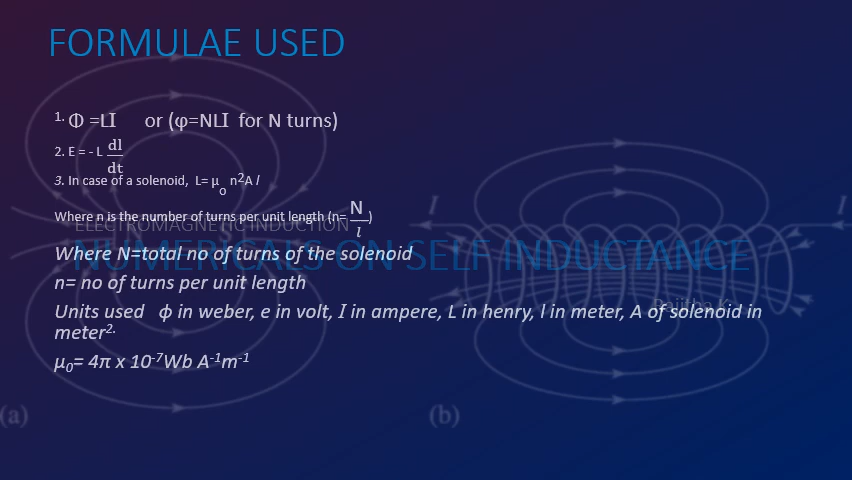 FORMULAE USED
1. Φ =LI or (φ=NLI for N turns)
2. E = - L dI/dt
3. In case of a solenoid, L= μo n²A l
Where n is the number of turns per unit length (n= N/l)
ELECTROMAGNETIC INDUCTION
NUMERICALS ON SELF INDUCTANCE
Where N=total no of turns of the solenoid
n= no of turns per unit length
Rajitha K
Units used ϕ in weber, e in volt, I in ampere, L in henry, l in meter, A of solenoid in
meter².
μ₀= 4π x 10⁻⁷Wb A⁻¹m⁻¹
I
I
(a)
(b)